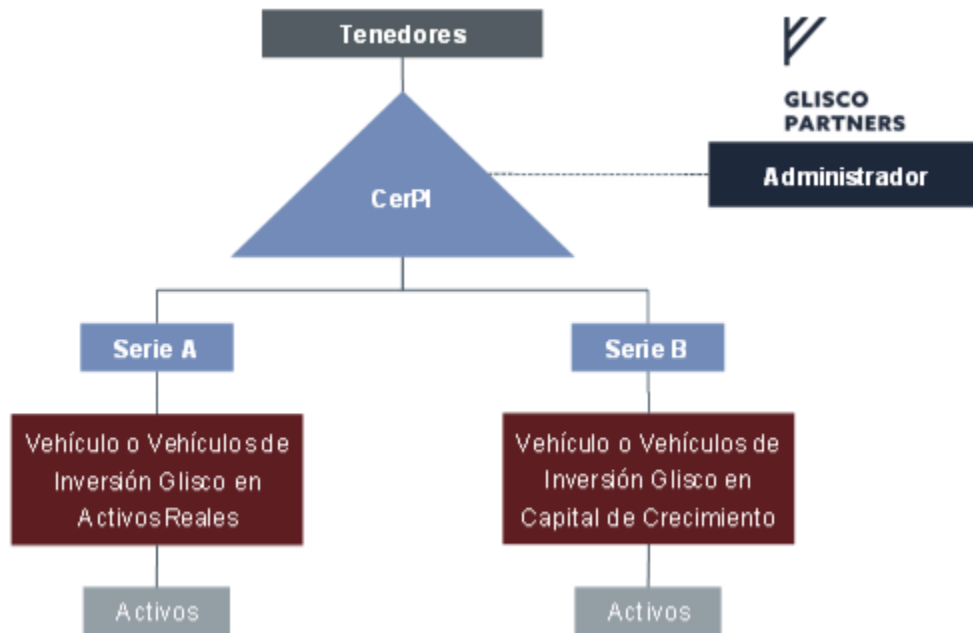 Tenedores
GLISCO
PARTNERS
Administrador
CerPI
Serie A
Serie B
Vehículo o Vehículos de
Inversión Glisco en
Activos Reales
Vehículo o Vehículos de
Inversión Glisco en
Capital de Crecimiento
Activos
Activos